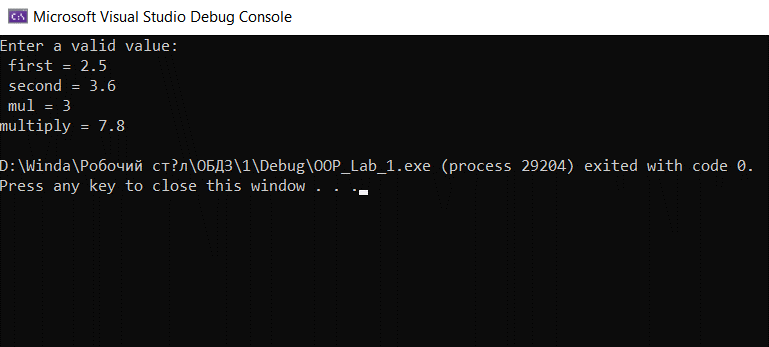 Microsoft Visual Studio Debug Console
Enter a valid value:
first = 2.5
second = 3.6
mul = 3
multiply = 7.8
D:\Winda\Робочий ст?л\ОБДЗ\1\Debug\OOP_Lab_1.exe (process 29204) exited with code 0.
Press any key to close this window . . .